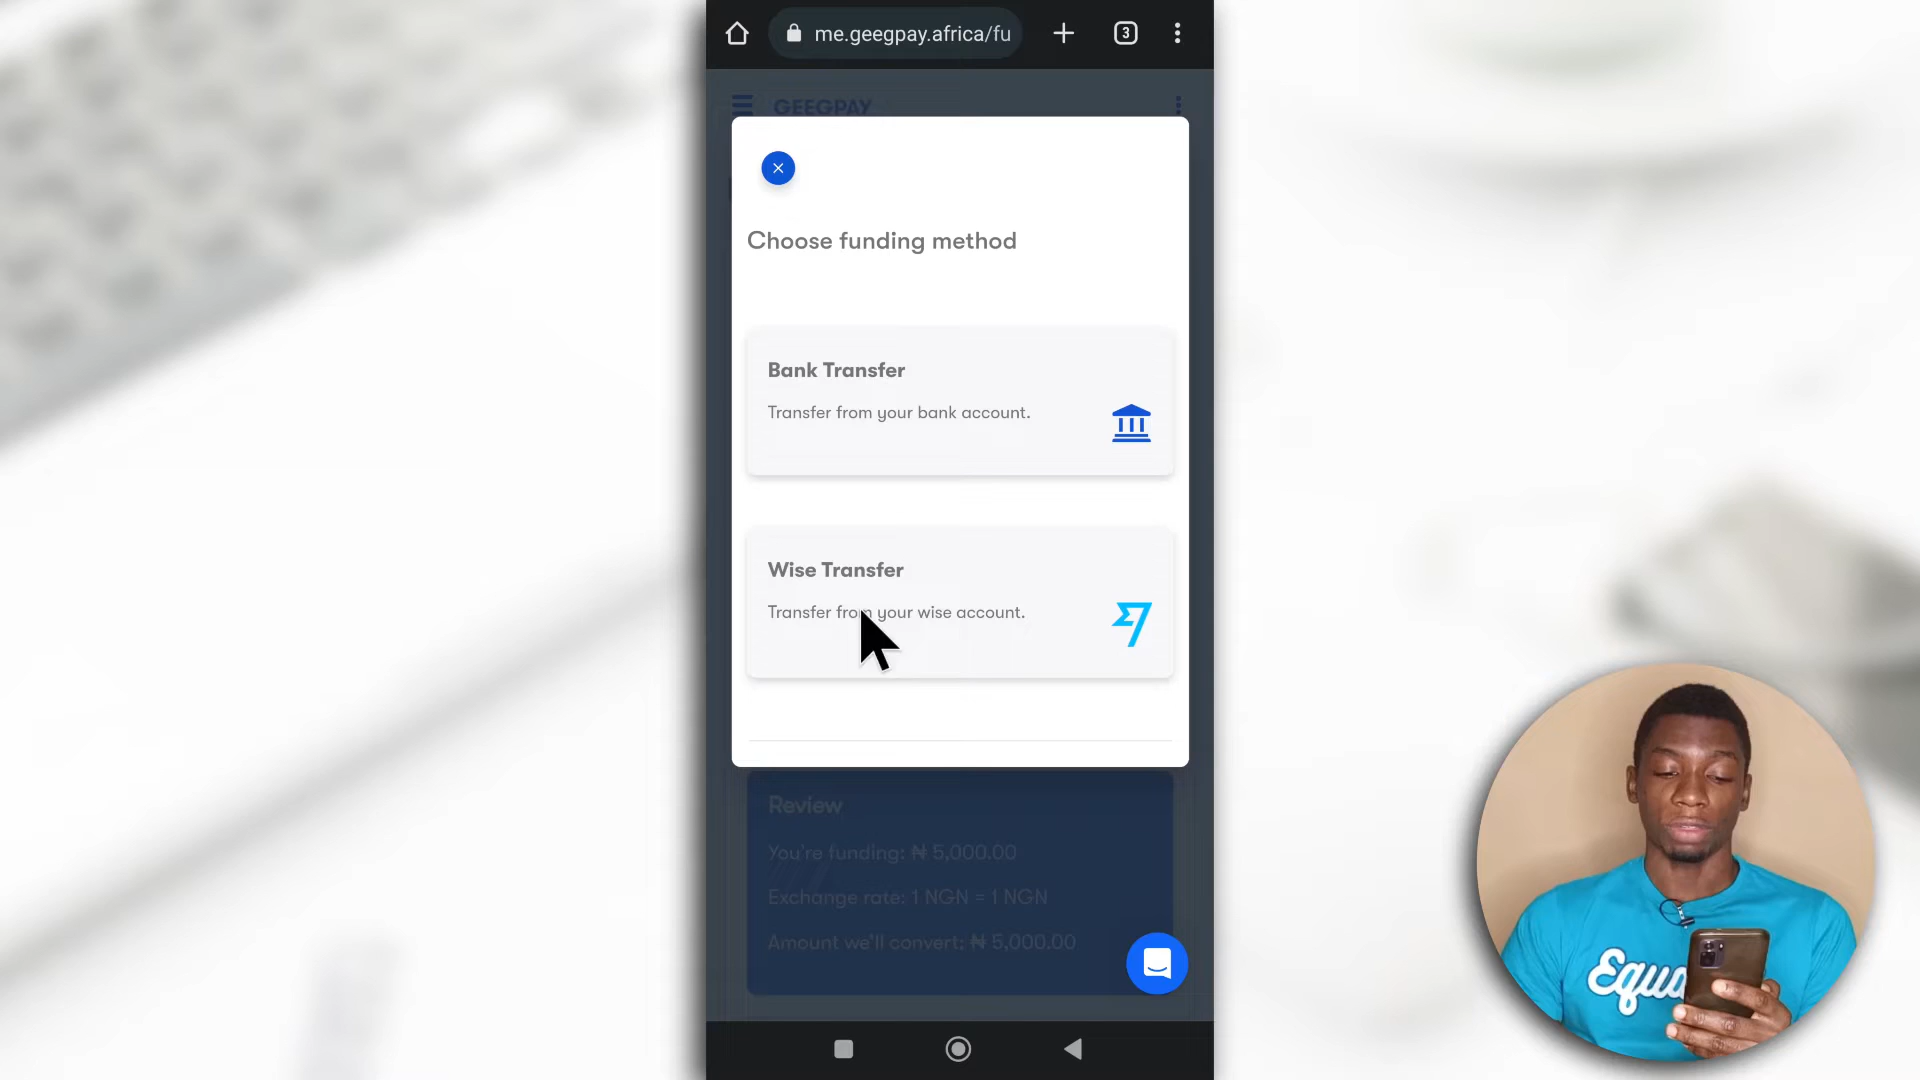 me.geegpay.africa/fu
3
GEEGPAY
Choose funding method
Bank Transfer
Transfer from your bank account.
Wise Transfer
Transfer from your wise account.
Review
You're funding: ₦ 5,000.00
Exchange rate: 1 NGN = 1 NGN
Amount we'll convert: ₦ 5,000.00